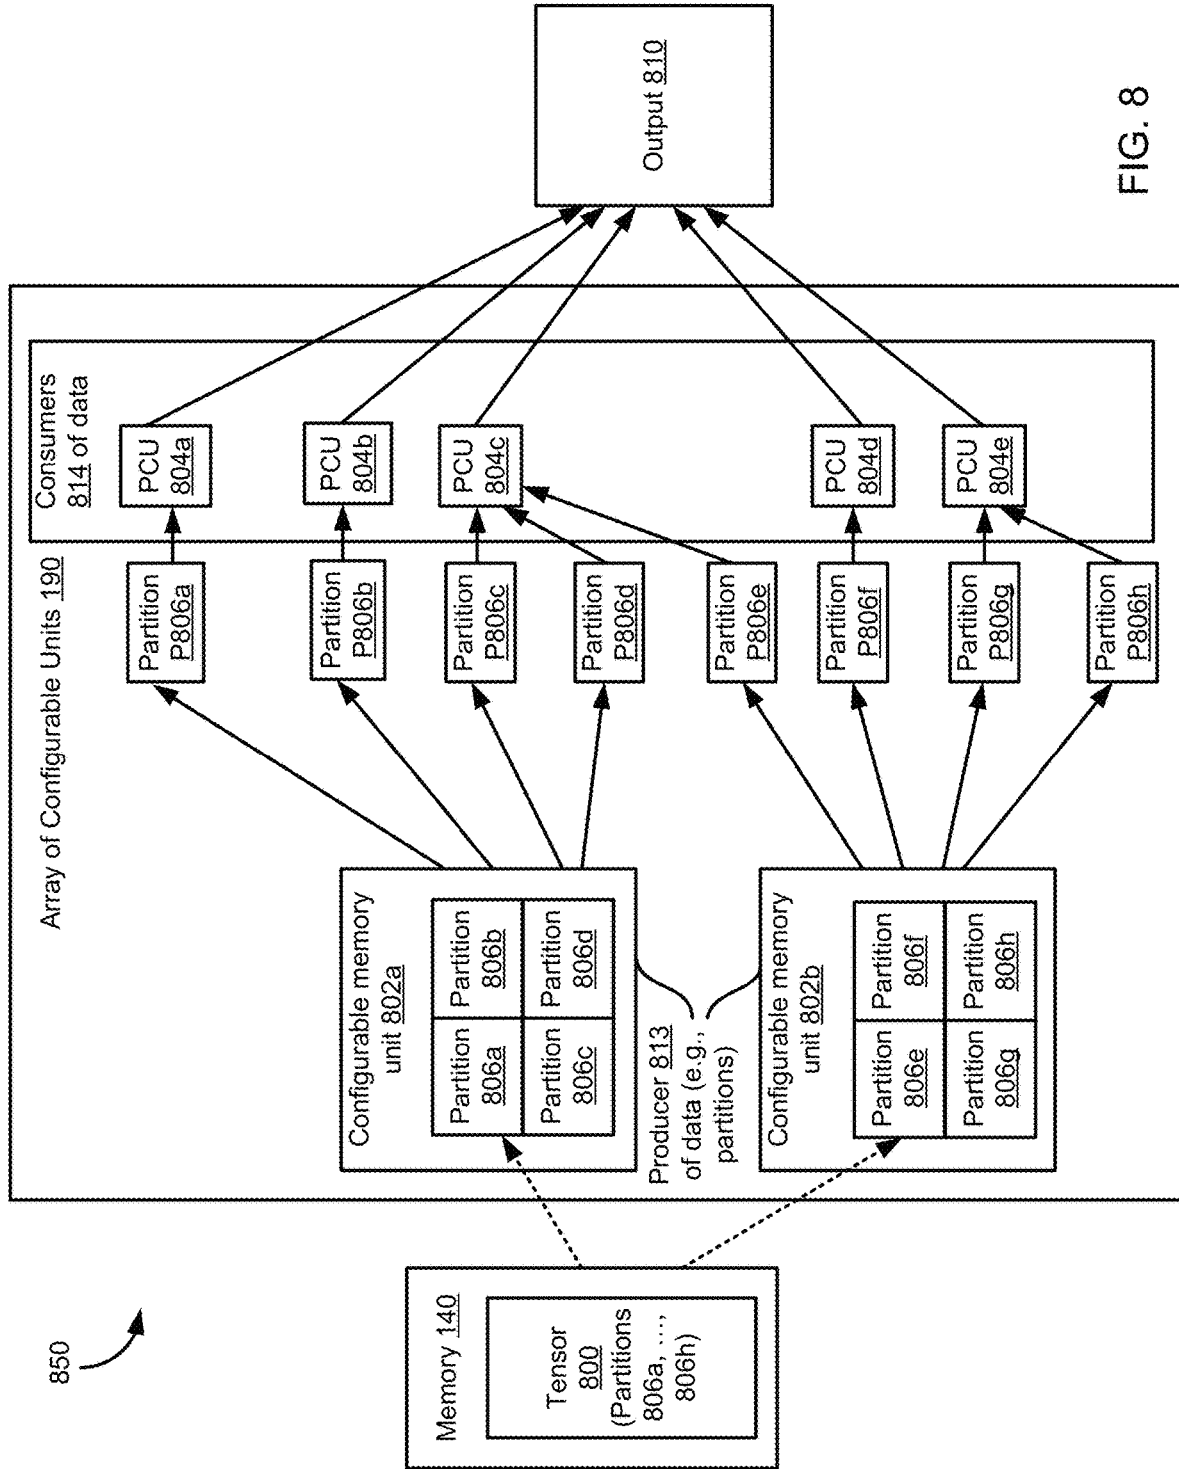 850
Memory 140
Tensor
800
(Partitions
806a, ...,
806h)
Array of Configurable Units 190
Configurable memory
unit 802a
Partition
806a
Partition
806b
Partition
806c
Partition
806d
Producer 813
of data (e.g.,
partitions)
Configurable memory
unit 802b
Partition
806e
Partition
806f
Partition
806g
Partition
806h
Partition
P806a
Partition
P806b
Partition
P806c
Partition
P806d
Partition
P806e
Partition
P806f
Partition
P806g
Partition
P806h
Consumers
814 of data
PCU
804a
PCU
804b
PCU
804c
PCU
804d
PCU
804e
Output 810
FIG. 8